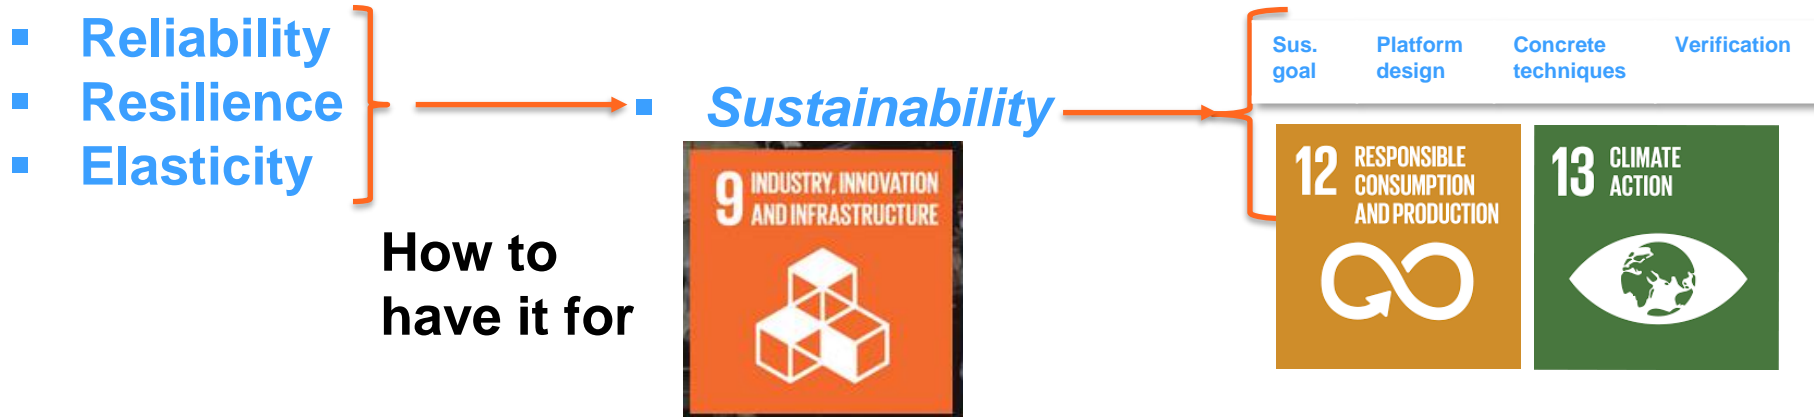 ▪ Reliability
▪ Resilience
▪ Elasticity
How to
have it for
▪ Sustainability
9 INDUSTRY, INNOVATION
AND INFRASTRUCTURE
Sus.
goal
Platform
design
Concrete
techniques
Verification
12 RESPONSIBLE
CONSUMPTION
AND PRODUCTION
13 CLIMATE
ACTION